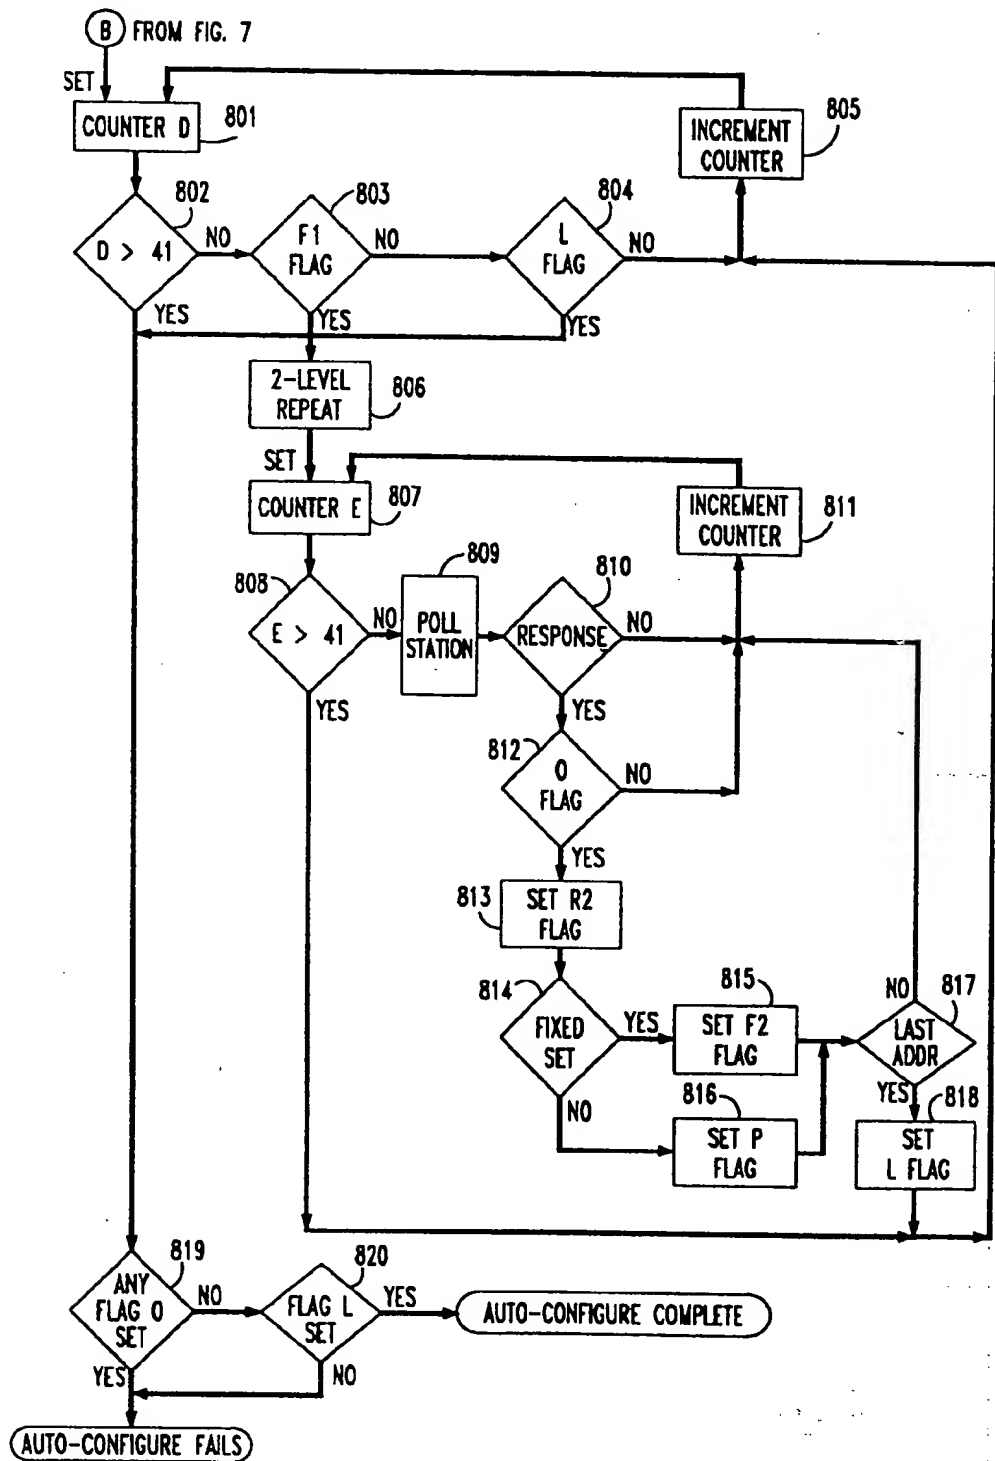 B FROM FIG. 7
SET
COUNTER D
801
INCREMENT
COUNTER
805
802
D > 41
NO
YES
803
F1
FLAG
NO
YES
804
L
FLAG
NO
YES
2-LEVEL
REPEAT
806
SET
COUNTER E
807
INCREMENT
COUNTER
811
808
E > 41
NO
YES
809
POLL
STATION
810
RESPONSE
NO
YES
812
O
FLAG
NO
YES
813
SET R2
FLAG
814
FIXED
SET
YES
NO
815
SET F2
FLAG
816
SET P
FLAG
NO
817
LAST
ADDR
YES
818
SET
L FLAG
819
ANY
FLAG O
SET
NO
YES
820
FLAG L
SET
YES
NO
AUTO-CONFIGURE COMPLETE
AUTO-CONFIGURE FAILS